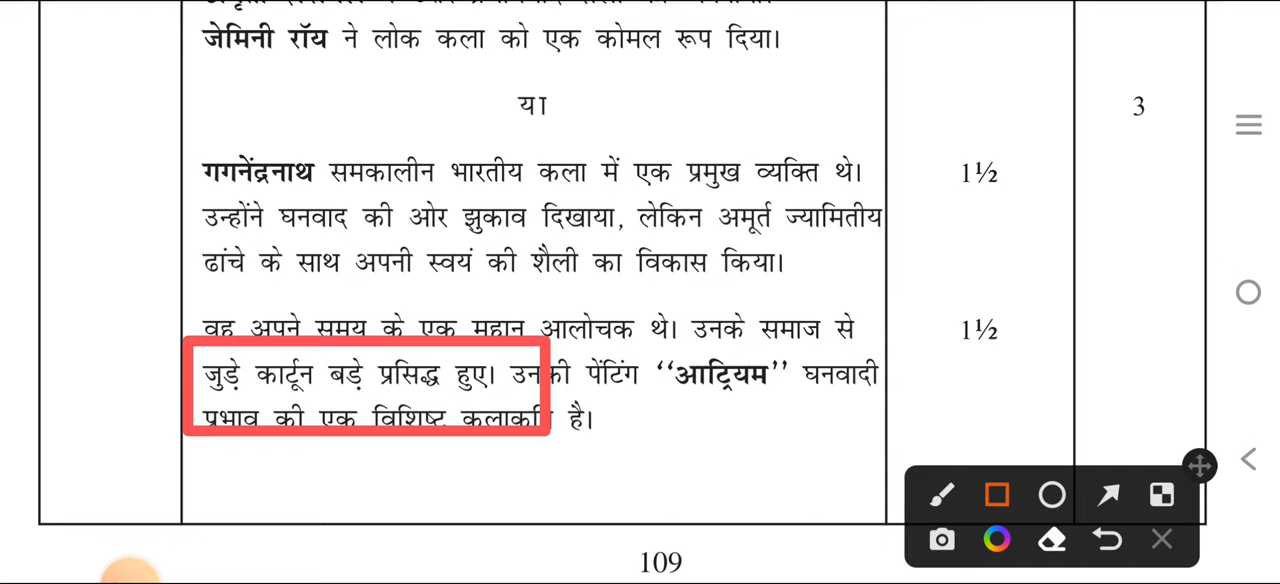 जेमिनी रॉय ने लोक कला को एक कोमल रूप दिया।
या
3
गगनेंद्रनाथ समकालीन भारतीय कला में एक प्रमुख व्यक्ति थे। 1½
उन्होंने घनवाद की ओर झुकाव दिखाया, लेकिन अमूर्त ज्यामितीय
ढांचे के साथ अपनी स्वयं की शैली का विकास किया।
वह अपने समय के एक महान आलोचक थे। उनके समाज से 1½
जुड़े कार्टून बड़े प्रसिद्ध हुए। उनकी पेंटिंग ‘‘आट्रियम’’ घनवादी
प्रभाव की एक विशिष्ट कलाकृति है।
109